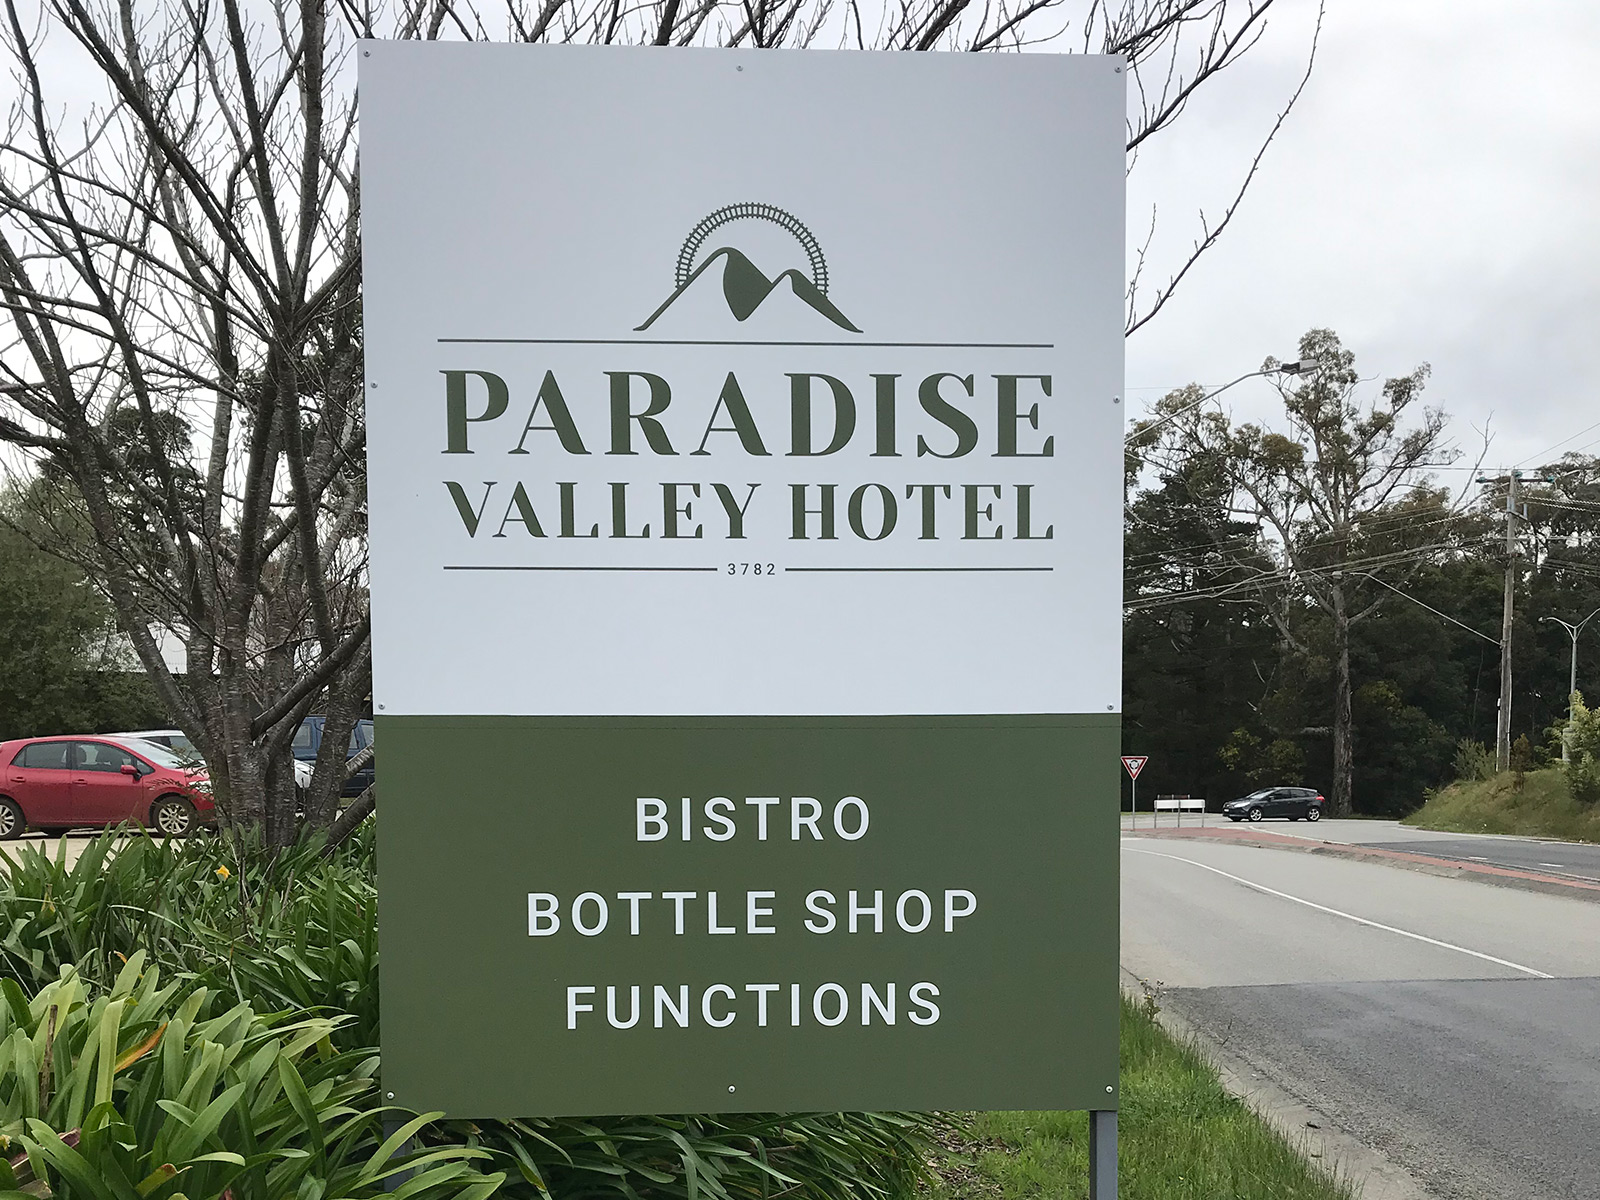 PARADISE
VALLEY HOTEL
3782
BISTRO
BOTTLE SHOP
FUNCTIONS